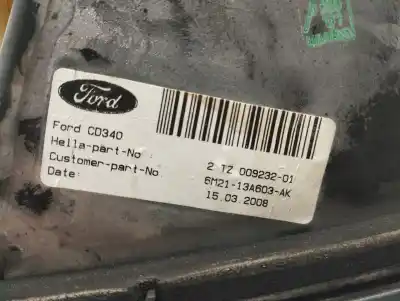 Ford
Ford CD340
Hella-part-No 2 TZ 009232-01
Customer-part-No 6M21-13A603-AK
Date: 15.03.2008